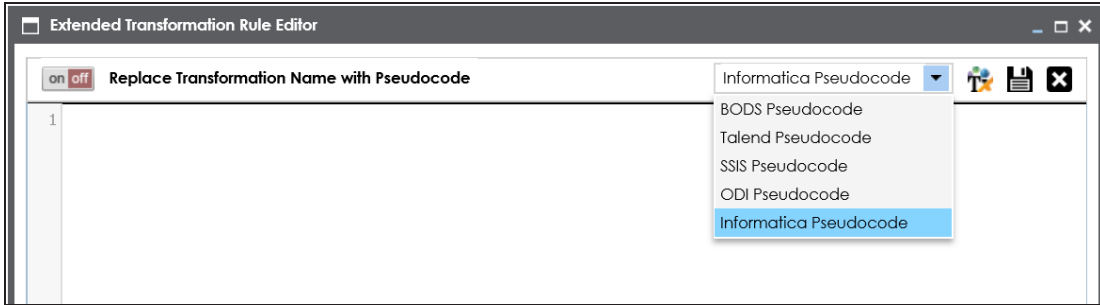 Extended Transformation Rule Editor
on off Replace Transformation Name with Pseudocode Informatica Pseudocode
1
BODS Pseudocode
Talend Pseudocode
SSIS Pseudocode
ODI Pseudocode
Informatica Pseudocode